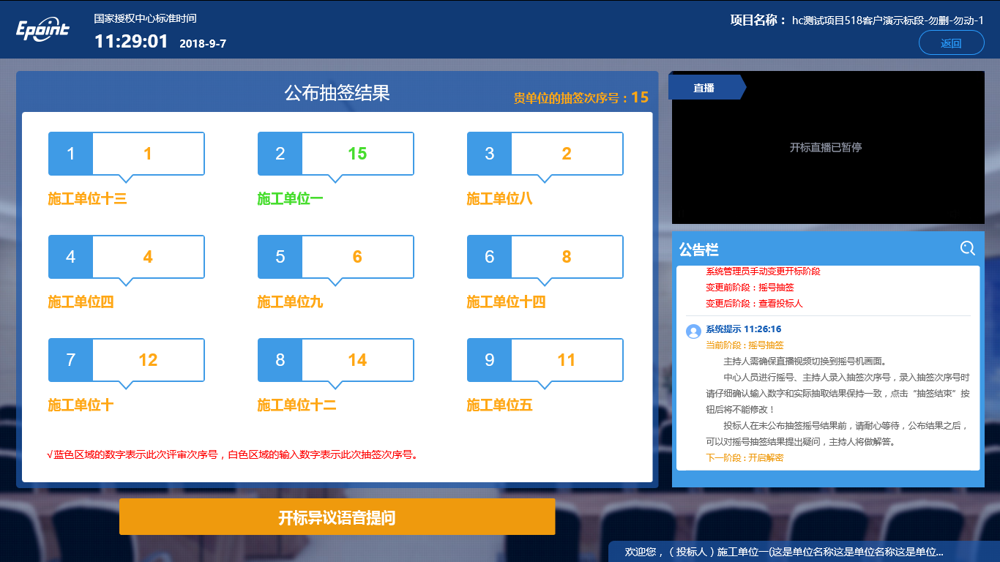 Epoint
国家授权中心标准时间
11:29:01 2018-9-7
项目名称： hc测试项目518客户演示标段-勿删-勿动-1
返回
公布抽签结果
贵单位的抽签次序号：15
1 1
施工单位十三
2 15
施工单位一
3 2
施工单位八
4 4
施工单位四
5 6
施工单位九
6 8
施工单位十四
7 12
施工单位十
8 14
施工单位十二
9 11
施工单位五
√蓝色区域的数字表示此次评审次序号，白色区域的输入数字表示此次抽签次序号。
开标异议语音提问
直播
开标直播已暂停
公告栏
系统管理员手动变更开标阶段
变更前阶段：摇号抽签
变更后阶段：查看投标人
系统提示 11:26:16
当前阶段：摇号抽签
主持人需确保直播视频切换到摇号机画面。
中心人员进行摇号、主持人录入抽签次序号，录入抽签次序号时
请仔细确认输入数字和实际抽取结果保持一致，点击“抽签结束”按
钮后将不能修改！
投标人在未公布抽签摇号结果前，请耐心等待，公布结果之后，
可以对摇号抽签结果提出疑问，主持人将做解答。
下一阶段：开启解密
欢迎您，（投标人）施工单位一(这是单位名称这是单位名称这是单位...